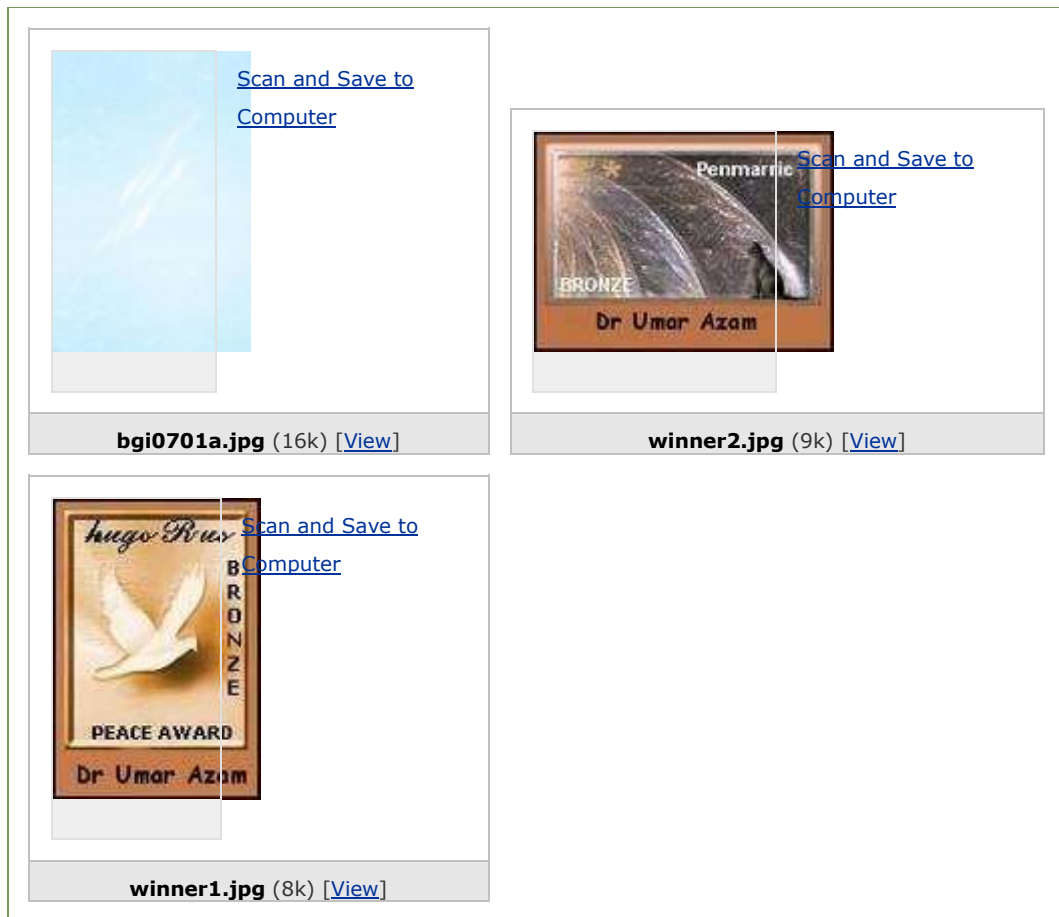 Scan and Save to
Computer
bgi0701a.jpg (16k) [View]
Penmarric
Scan and Save to
Computer
BRONZE
Dr Umar Azam
winner2.jpg (9k) [View]
hugo Rus
Scan and Save to
Computer
BRONZE
PEACE AWARD
Dr Umar Azam
winner1.jpg (8k) [View]